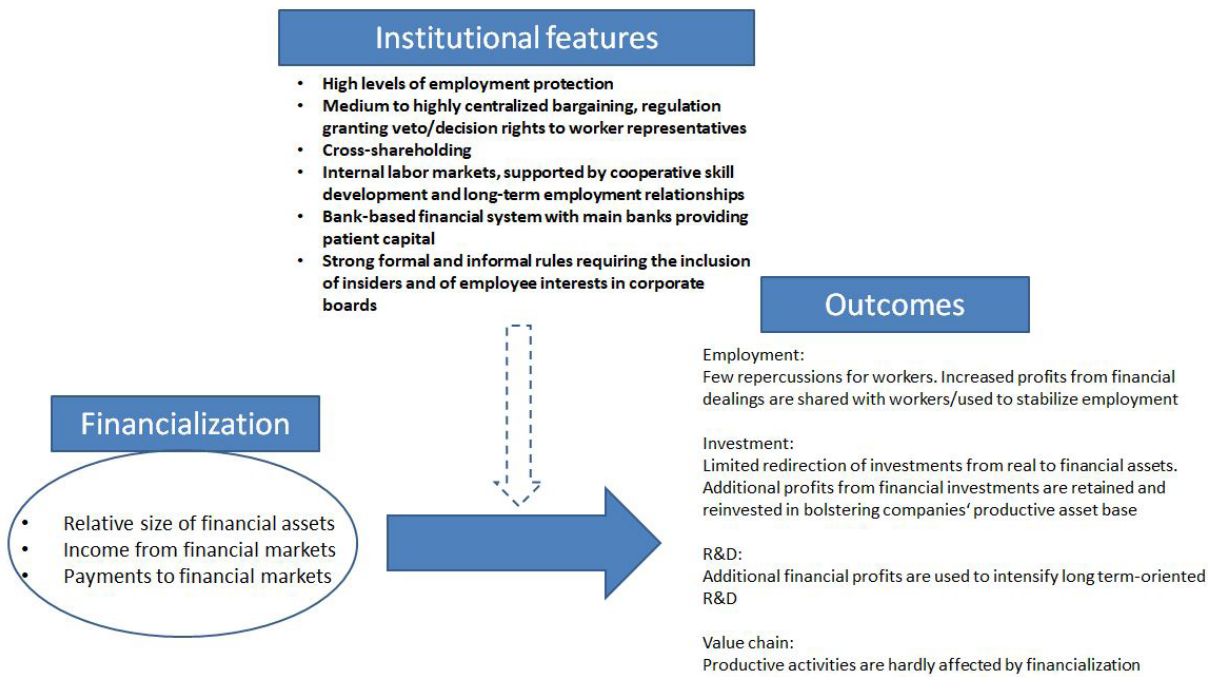 Institutional features
• High levels of employment protection
• Medium to highly centralized bargaining, regulation
granting veto/decision rights to worker representatives
• Cross-shareholding
• Internal labor markets, supported by cooperative skill
development and long-term employment relationships
• Bank-based financial system with main banks providing
patient capital
• Strong formal and informal rules requiring the inclusion
of insiders and of employee interests in corporate
boards
Financialization
• Relative size of financial assets
• Income from financial markets
• Payments to financial markets
Outcomes
Employment:
Few repercussions for workers. Increased profits from financial
dealings are shared with workers/used to stabilize employment
Investment:
Limited redirection of investments from real to financial assets.
Additional profits from financial investments are retained and
reinvested in bolstering companies‘ productive asset base
R&D:
Additional financial profits are used to intensify long term-oriented
R&D
Value chain:
Productive activities are hardly affected by financialization